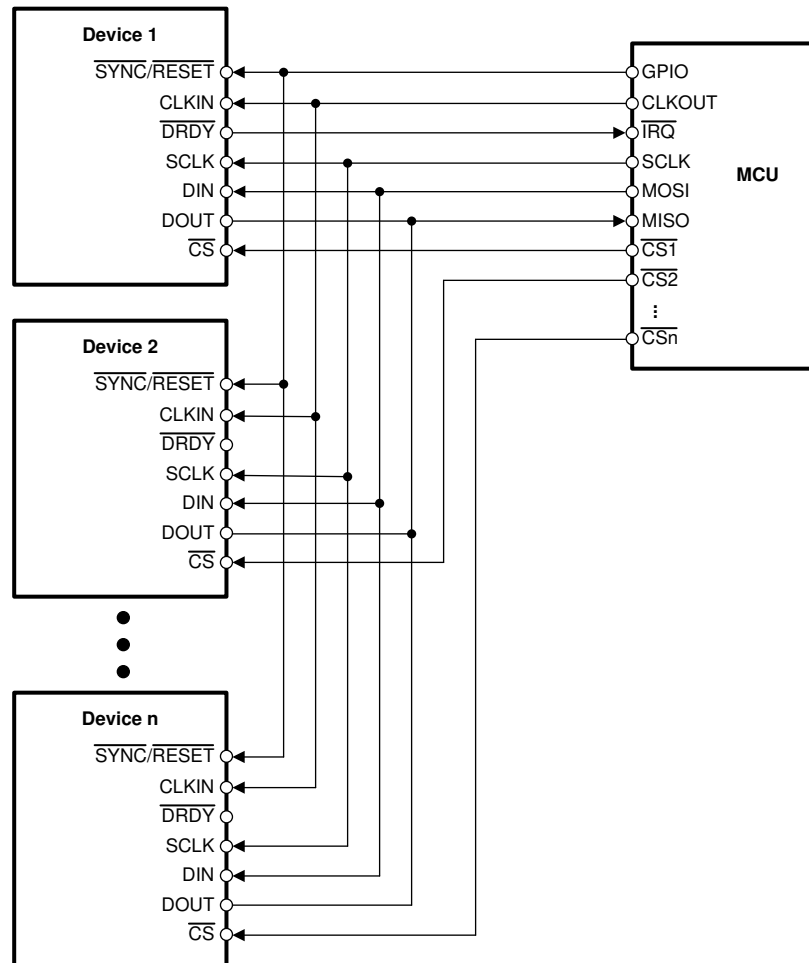 Device 1
SYNC/RESET
CLKIN
DRDY
SCLK
DIN
DOUT
CS
GPIO
CLKOUT
IRQ
SCLK
MOSI
MISO
CS1
CS2
...
CSn
MCU
Device 2
SYNC/RESET
CLKIN
DRDY
SCLK
DIN
DOUT
CS
Device n
SYNC/RESET
CLKIN
DRDY
SCLK
DIN
DOUT
CS